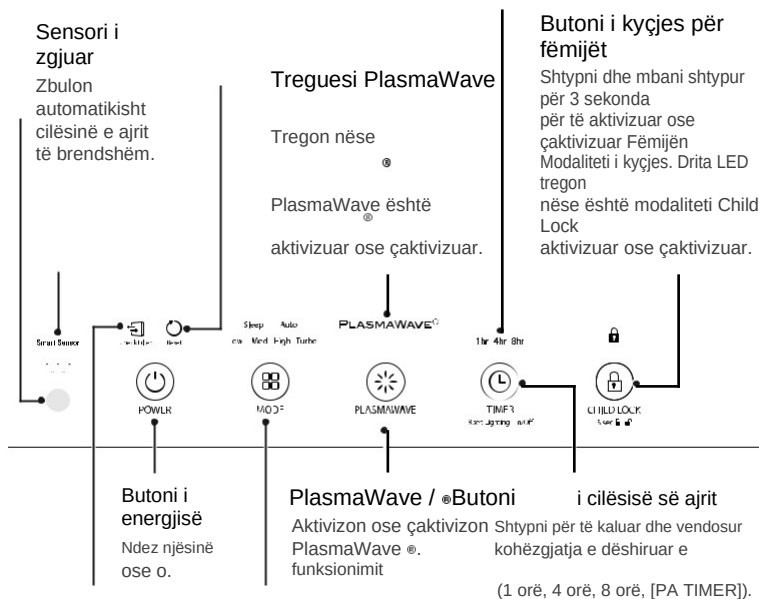 Sensori i
zgjuar
Zbulon
automatikisht
cilësinë e ajrit
të brendshëm.
Treguesi PlasmaWave
Tregon nëse
®
PlasmaWave është
®
aktivizuar ose çaktivizuar.
Butoni i kyçjes për
fëmijët
Shtypni dhe mbani shtypur
për 3 sekonda
për të aktivizuar ose
çaktivizuar Fëmijën
Modaliteti i kyçjes. Drita LED
tregon
nëse është modaliteti Child
Lock
aktivizuar ose çaktivizuar.
Smart Sensor
Reset
Sleep Auto
Med High Turbo
PLASMAWAVE
1hr 4hr 8hr
POWER
MODE
PLASMAWAVE
TIMER
CHILD LOCK
Butoni i
energjisë
Ndez njësinë
ose o.
PlasmaWave / ®Butoni
Aktivizon ose çaktivizon
PlasmaWave ®.
funksionimit
i cilësisë së ajrit
Shtypni për të kaluar dhe vendosur
kohëzgjatja e dëshiruar e
(1 orë, 4 orë, 8 orë, [PA TIMER]).